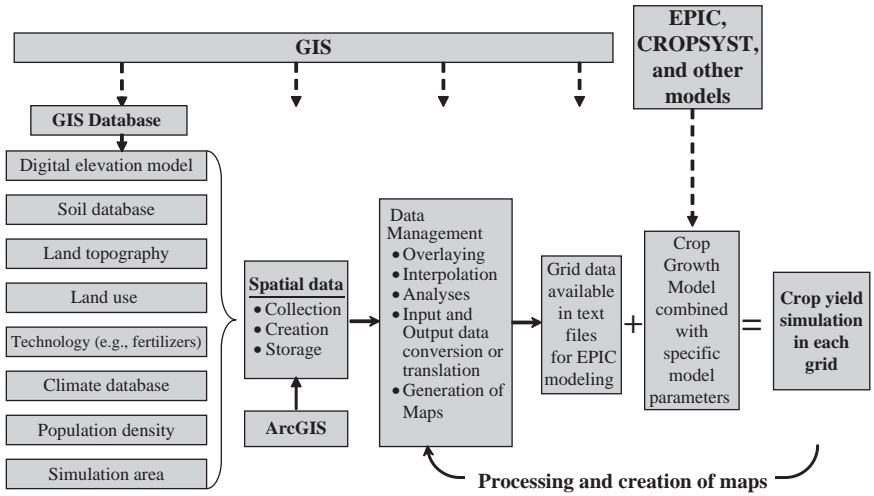 GIS
EPIC,
CROPSYST,
and other
models
GIS Database
Digital elevation model
Soil database
Land topography
Land use
Technology (e.g., fertilizers)
Climate database
Population density
Simulation area
Spatial data
• Collection
• Creation
• Storage
ArcGIS
Data
Management
• Overlaying
• Interpolation
• Analyses
• Input and
Output data
conversion or
translation
• Generation of
Maps
Grid data
available
in text
files
for EPIC
modeling
+
Crop
Growth
Model
combined
with
specific
model
parameters
=
Crop yield
simulation
in each
grid
Processing and creation of maps